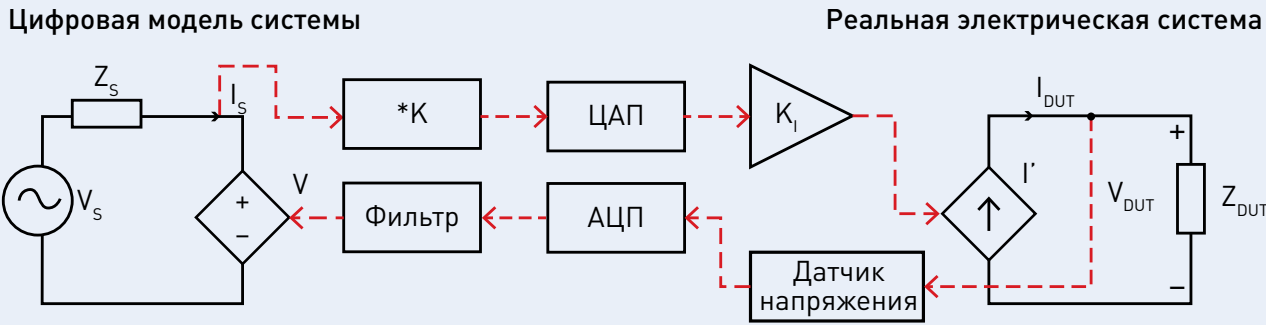 Цифровая модель системы
Реальная электрическая система
Z_S
I_S
*K
ЦАП
K_I
I_DUT
V_S
+
−
V
Фильтр
АЦП
Датчик
напряжения
I′
+
V_DUT
−
Z_DUT